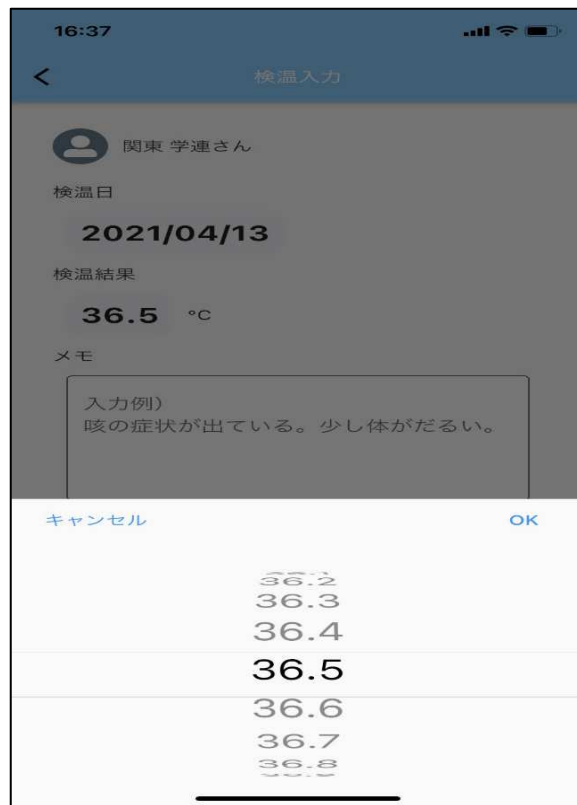 16:37
検温入力
関東 学連さん
検温日
2021/04/13
検温結果
36.5 °C
メモ
入力例)
咳の症状が出ている。少し体がだるい。
キャンセル
OK
36.2
36.3
36.4
36.5
36.6
36.7
36.8